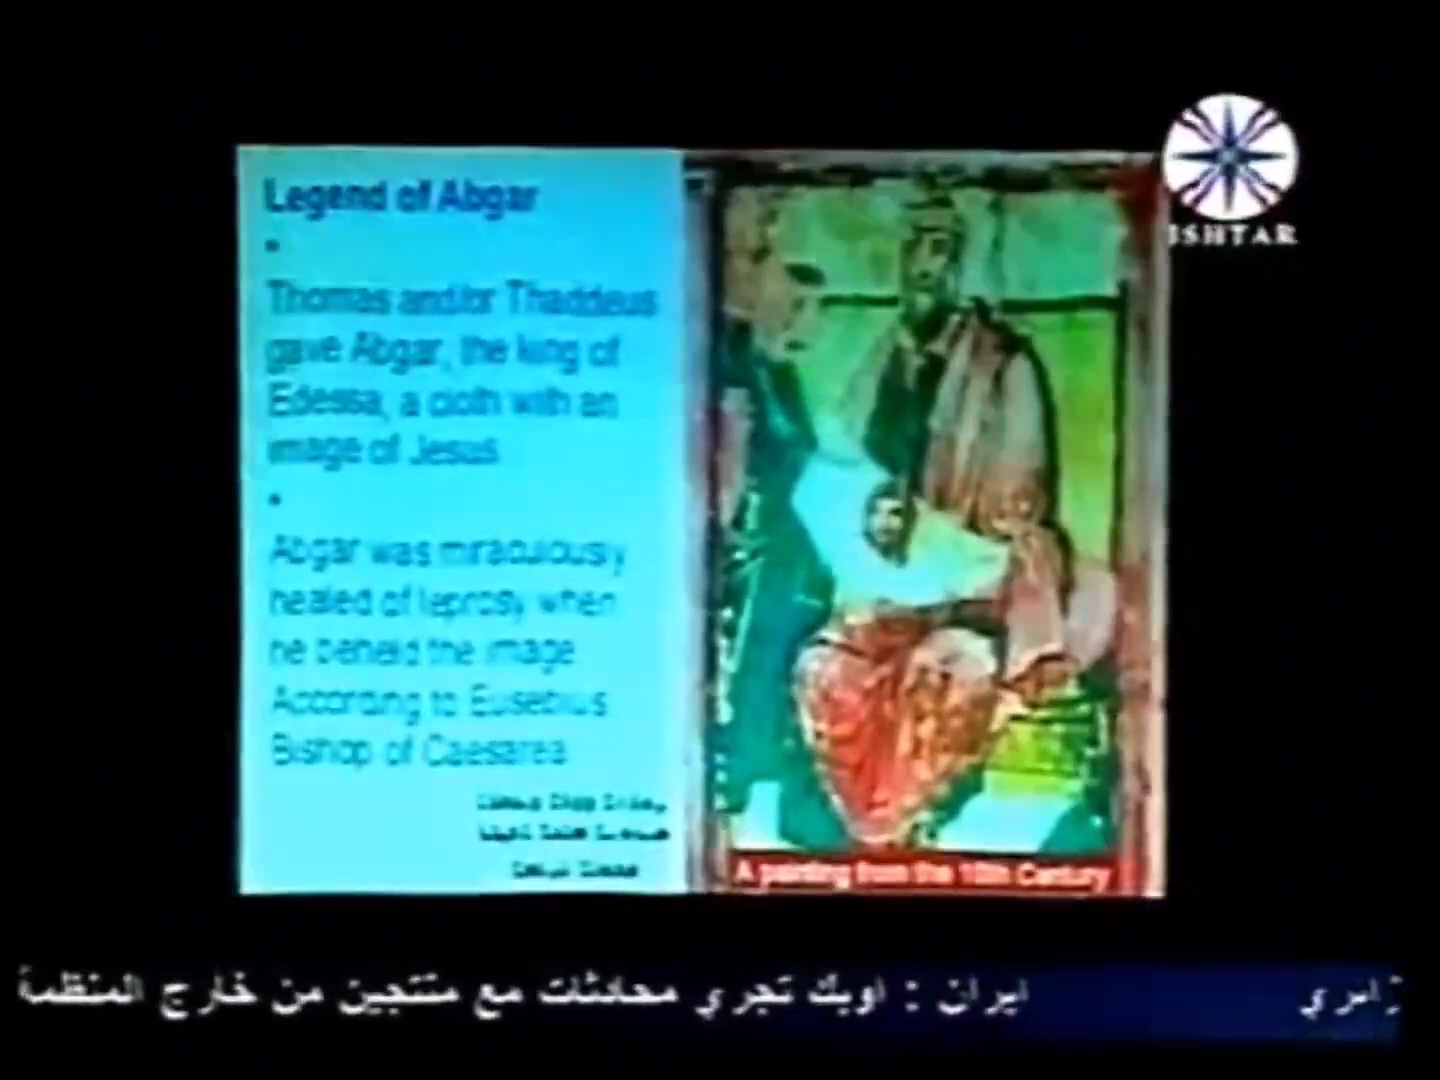 Legend of Abgar
•
Thomas and/or Thaddeus
gave Abgar, the king of
Edessa, a cloth with an
image of Jesus
•
Abgar was miraculously
healed of leprosy when
he beheld the image
According to Eusebius
Bishop of Caesarea
A painting from the 10th Century
ISHTAR
ايران : اوبك تجري محادثات مع منتجين من خارج المنظمة